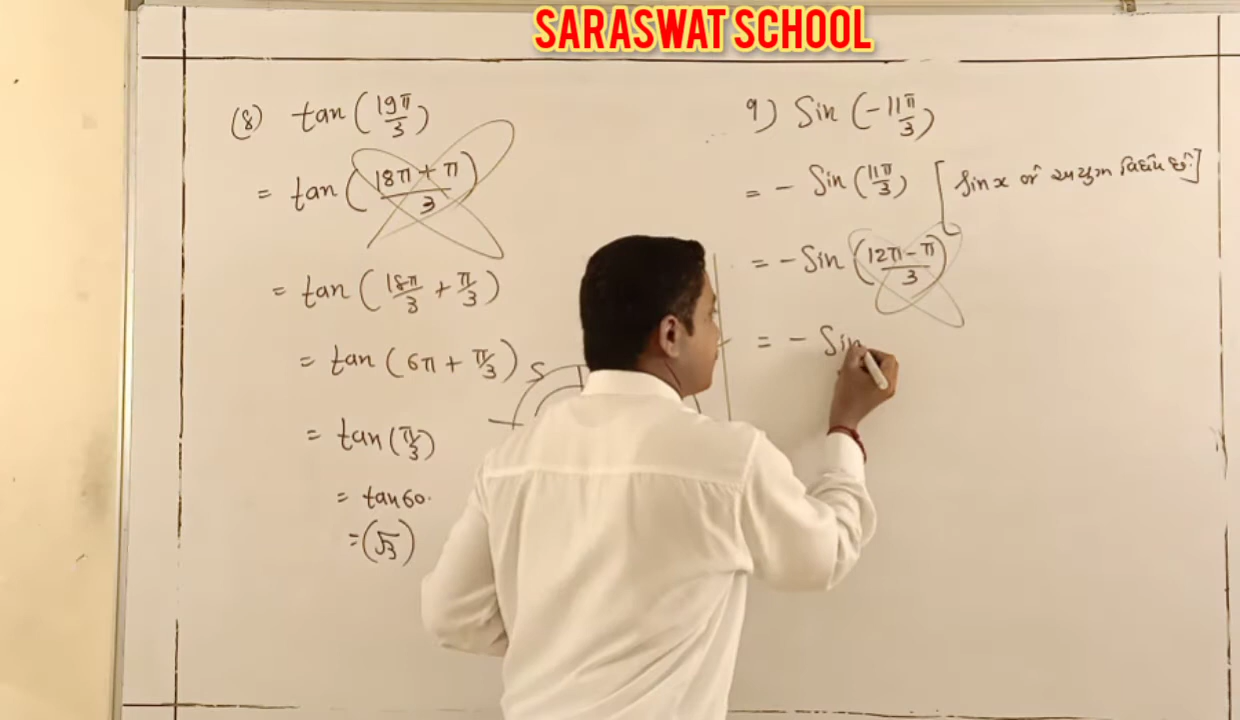 SARASWAT SCHOOL
(8) tan (19π/3)
= tan (18π + π / 3)
= tan (18π/3 + π/3)
= tan (6π + π/3)
= tan (π/3)
= tan 60
= (√3)
S
9) Sin (-11π/3)
= - Sin (11π/3) [Sin x એ અયુગ્મ વિધેય છે.]
= - Sin (12π - π / 3)
= - Sin